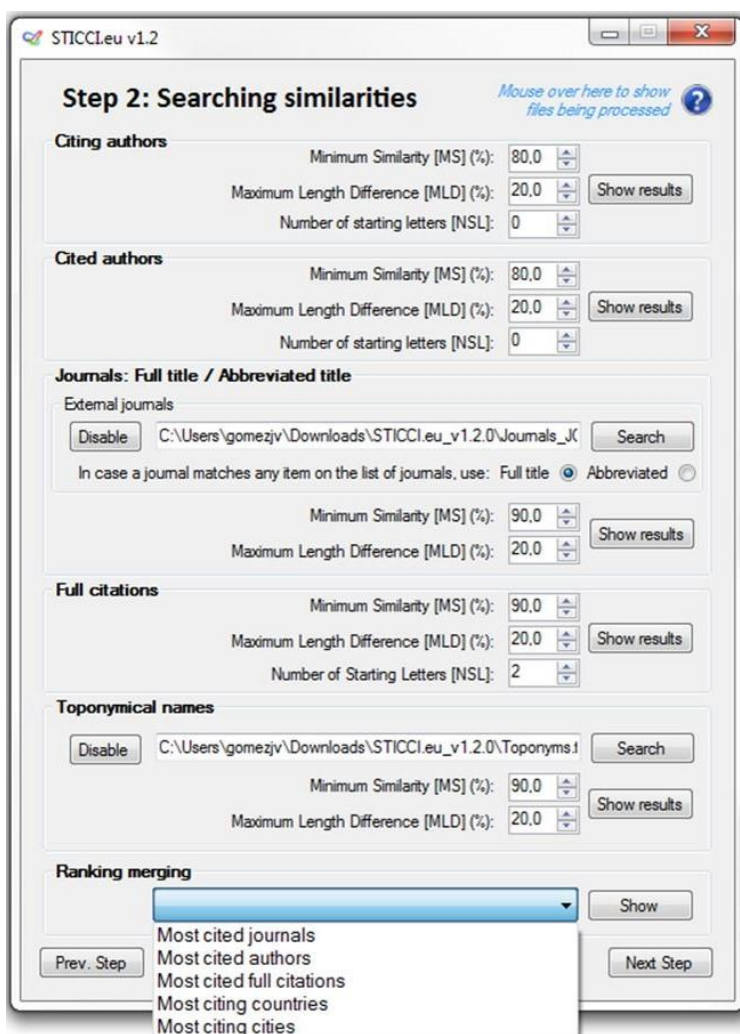 STICCI.eu v1.2
Step 2: Searching similarities
Mouse over here to show
files being processed
?
Citing authors
Minimum Similarity [MS] (%): 80,0
Maximum Length Difference [MLD] (%): 20,0 Show results
Number of starting letters [NSL]: 0
Cited authors
Minimum Similarity [MS] (%): 80,0
Maximum Length Difference [MLD] (%): 20,0 Show results
Number of starting letters [NSL]: 0
Journals: Full title / Abbreviated title
External journals
Disable C:\Users\gomezjv\Downloads\STICCI.eu_v1.2.0\Journals_JC Search
In case a journal matches any item on the list of journals, use: Full title Abbreviated
Minimum Similarity [MS] (%): 90,0
Show results
Maximum Length Difference [MLD] (%): 20,0
Full citations
Minimum Similarity [MS] (%): 90,0
Maximum Length Difference [MLD] (%): 20,0 Show results
Number of Starting Letters [NSL]: 2
Toponymical names
Disable C:\Users\gomezjv\Downloads\STICCI.eu_v1.2.0\Toponyms.t Search
Minimum Similarity [MS] (%): 90,0
Show results
Maximum Length Difference [MLD] (%): 20,0
Ranking merging
Show
Most cited journals
Most cited authors
Prev. Step Next Step
Most cited full citations
Most citing countries
Most citing cities